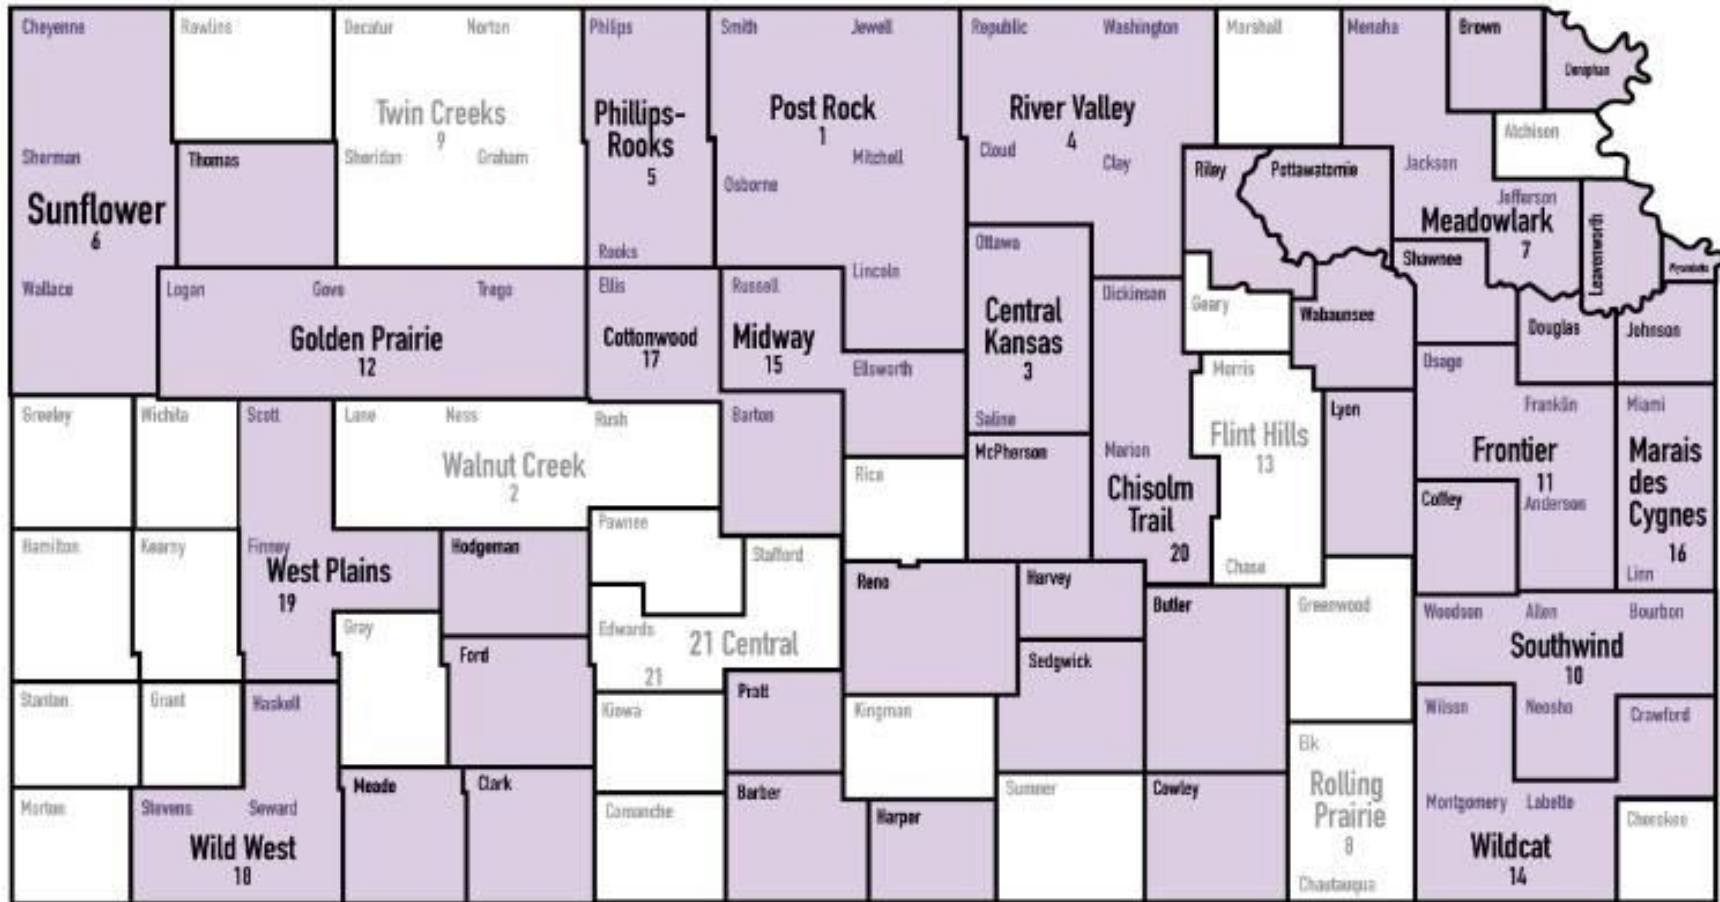 Cheyenne
Rawlins
Decatur
Norton
Philips
Smith
Jewell
Republic
Washington
Marshall
Menaha
Brown
Doniphan
Twin Creeks
9
Phillips-
Rooks
5
Post Rock
1
River Valley
4
Atchison
Sherman
Thomas
Sheridan
Graham
Osborne
Mitchell
Cloud
Clay
Riley
Pottawatomie
Jackson
Jefferson
Sunflower
6
Meadowlark
7
Leavenworth
Rooks
Lincoln
Ottawa
Shawnee
Wallace
Logan
Gove
Trego
Ellis
Russell
Dickinson
Geary
Wabaunsee
Douglas
Johnson
Golden Prairie
12
Cottonwood
17
Midway
15
Central
Kansas
3
Ellsworth
Morris
Osage
Greeley
Wichita
Scott
Lane
Ness
Rush
Barton
Saline
Lyon
Franklin
Miami
Walnut Creek
2
McPherson
Marion
Flint Hills
13
Frontier
11
Marais
des
Cygnes
16
Rice
Chisolm
Trail
20
Coffey
Anderson
Hamilton
Kearny
Finney
West Plains
19
Hodgeman
Pawnee
Stafford
Chase
Linn
Reno
Harvey
Butler
Greenwood
Woodson
Allen
Bourbon
Gray
Edwards
21 Central
21
Southwind
10
Ford
Sedgwick
Stanton
Grant
Haskell
Kiowa
Pratt
Kingman
Wilson
Neosho
Crawford
Elk
Rolling
Prairie
8
Meade
Clark
Barber
Sumner
Cowley
Morton
Stevens
Seward
Comanche
Harper
Montgomery
Labette
Cherokee
Wild West
18
Wildcat
14
Chautauqua